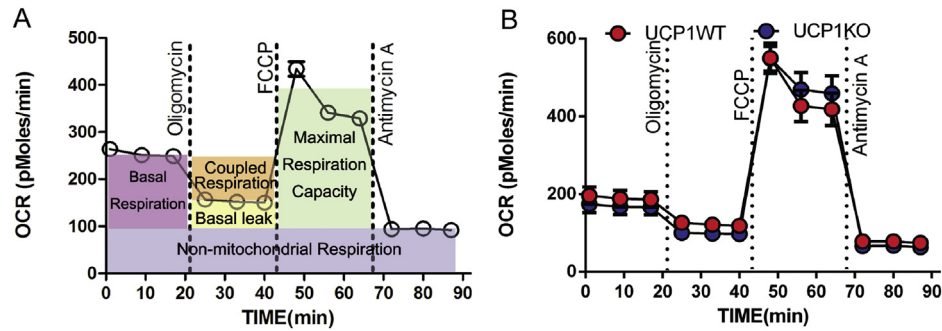 A
OCR (pMoles/min)
500
400
300
200
100
0
Oligomycin
FCCP
Antimycin A
Basal
Respiration
Coupled
Respiration
Basal leak
Maximal
Respiration
Capacity
Non-mitochondrial Respiration
0 10 20 30 40 50 60 70 80 90
TIME(min)
B
UCP1WT UCP1KO
OCR (pMoles/min)
600
400
200
0
Oligomycin
FCCP
Antimycin A
0 10 20 30 40 50 60 70 80 90
TIME(min)